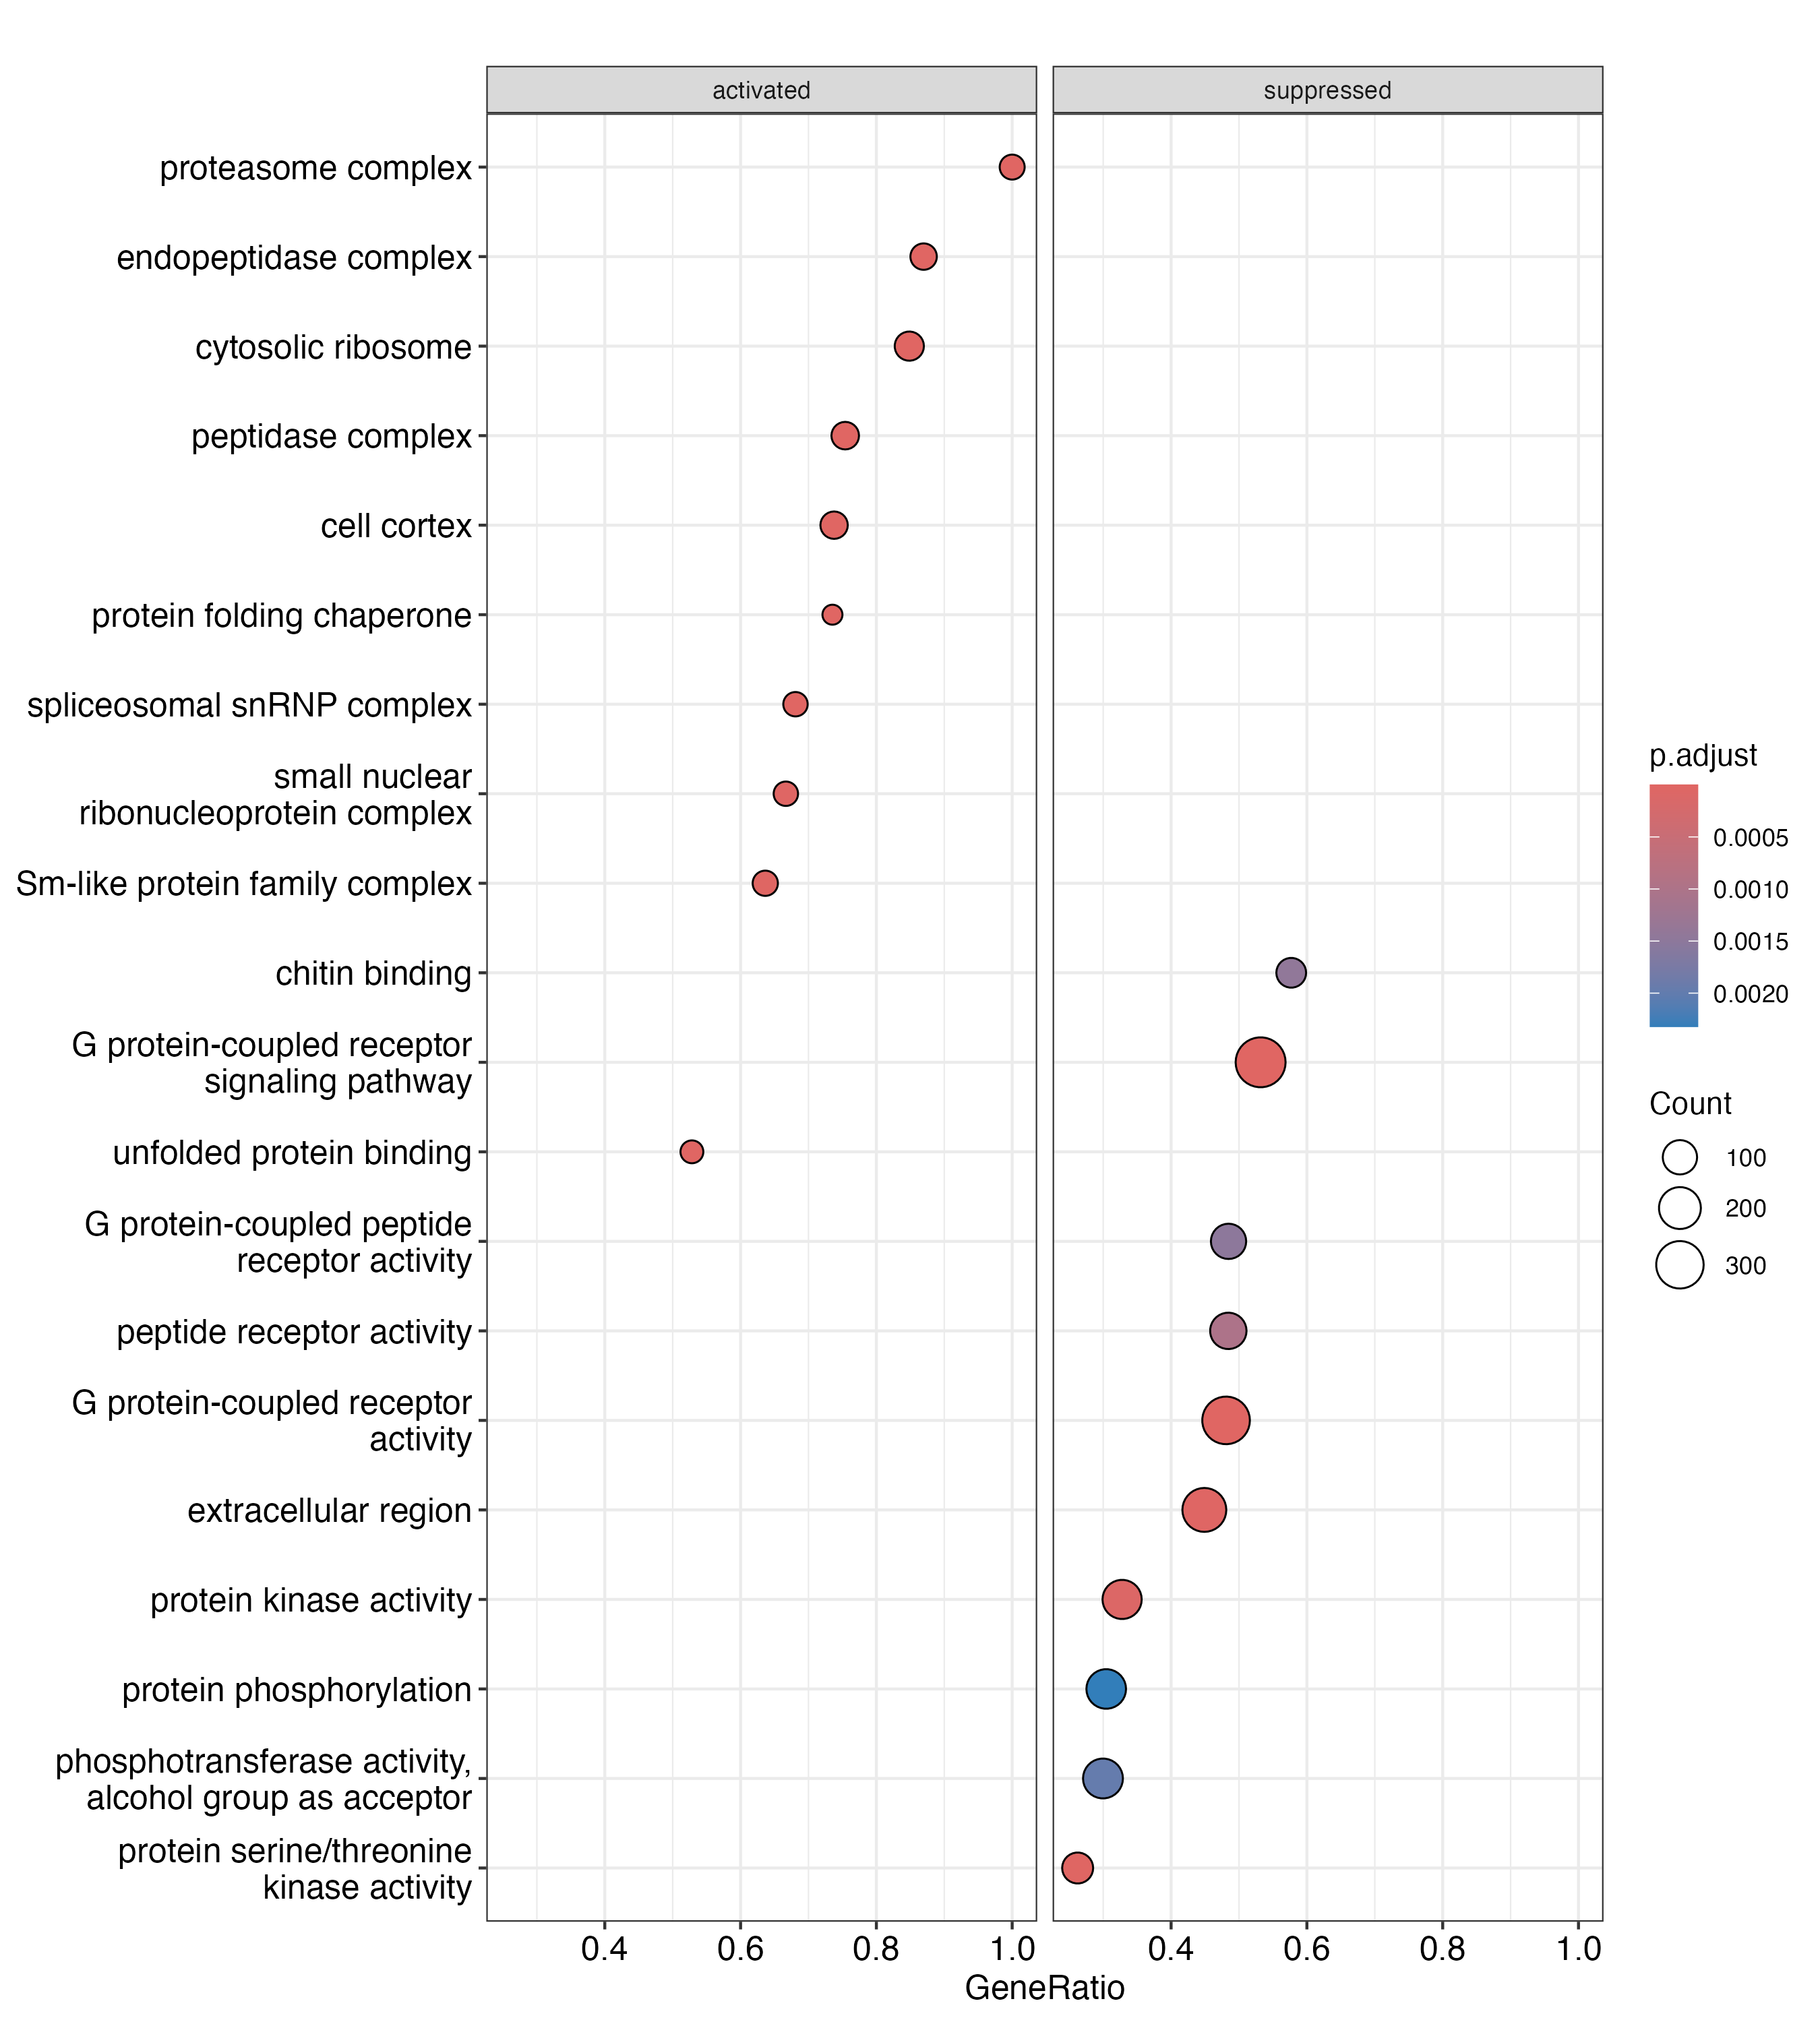 activated
suppressed
proteasome complex
endopeptidase complex
cytosolic ribosome
peptidase complex
cell cortex
protein folding chaperone
spliceosomal snRNP complex
small nuclear
ribonucleoprotein complex
Sm-like protein family complex
chitin binding
G protein-coupled receptor
signaling pathway
unfolded protein binding
G protein-coupled peptide
receptor activity
peptide receptor activity
G protein-coupled receptor
activity
extracellular region
protein kinase activity
protein phosphorylation
phosphotransferase activity,
alcohol group as acceptor
protein serine/threonine
kinase activity
0.4 0.6 0.8 1.0
0.4 0.6 0.8 1.0
GeneRatio
p.adjust
0.0005
0.0010
0.0015
0.0020
Count
100
200
300